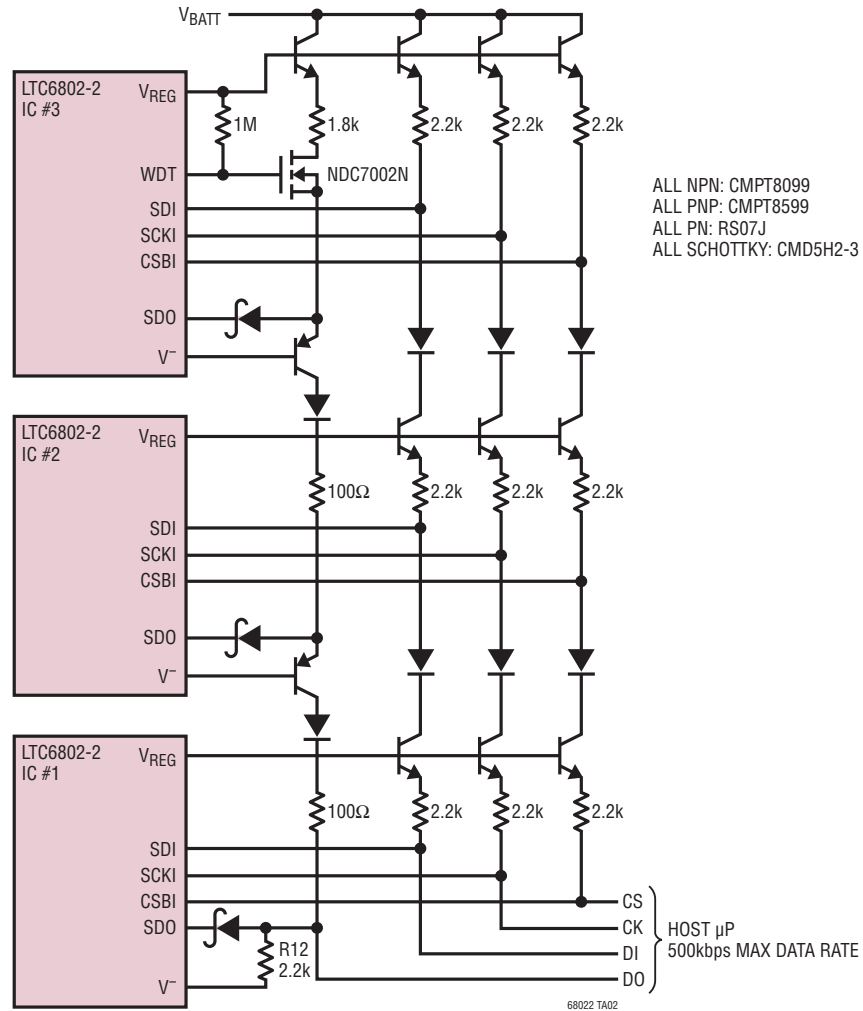 V_BATT
LTC6802-2
IC #3
V_REG
1M
1.8k
2.2k
2.2k
2.2k
WDT
NDC7002N
SDI
SCKI
CSBI
SDO
V⁻
ALL NPN: CMPT8099
ALL PNP: CMPT8599
ALL PN: RS07J
ALL SCHOTTKY: CMD5H2-3
LTC6802-2
IC #2
V_REG
100Ω
2.2k
2.2k
2.2k
SDI
SCKI
CSBI
SDO
V⁻
LTC6802-2
IC #1
V_REG
100Ω
2.2k
2.2k
2.2k
SDI
SCKI
CSBI
SDO
R12
2.2k
V⁻
CS
CK
DI
DO
HOST µP
500kbps MAX DATA RATE
68022 TA02